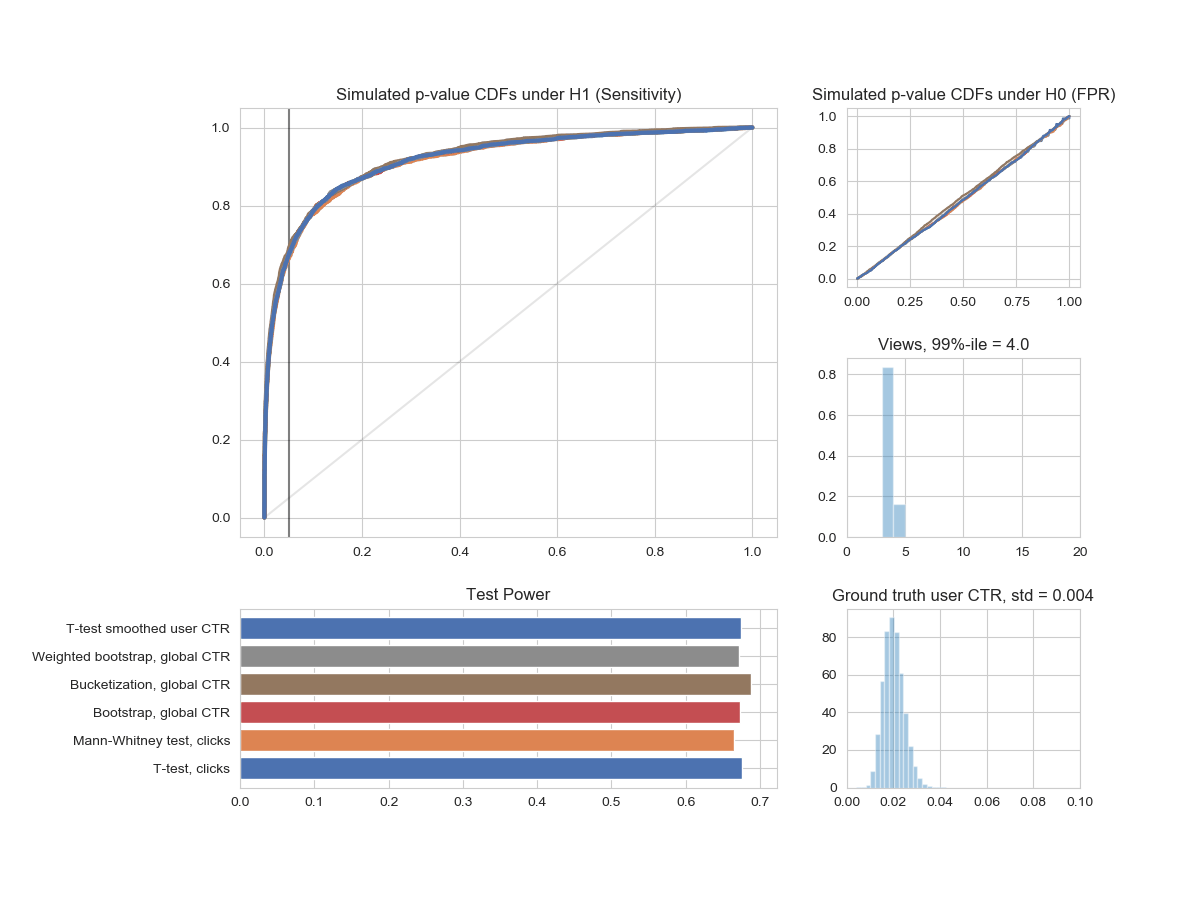 Simulated p-value CDFs under H1 (Sensitivity)
1.0
0.8
0.6
0.4
0.2
0.0
0.0 0.2 0.4 0.6 0.8 1.0
Simulated p-value CDFs under H0 (FPR)
1.0
0.8
0.6
0.4
0.2
0.0
0.00 0.25 0.50 0.75 1.00
Views, 99%-ile = 4.0
0.8
0.6
0.4
0.2
0.0
0 5 10 15 20
Test Power
T-test smoothed user CTR
Weighted bootstrap, global CTR
Bucketization, global CTR
Bootstrap, global CTR
Mann-Whitney test, clicks
T-test, clicks
0.0 0.1 0.2 0.3 0.4 0.5 0.6 0.7
Ground truth user CTR, std = 0.004
80
60
40
20
0
0.00 0.02 0.04 0.06 0.08 0.10